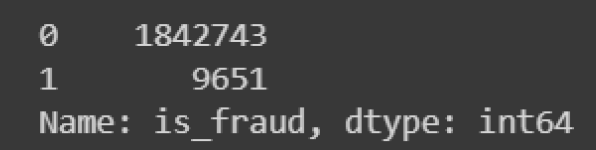 0    1842743
1       9651
Name: is_fraud, dtype: int64